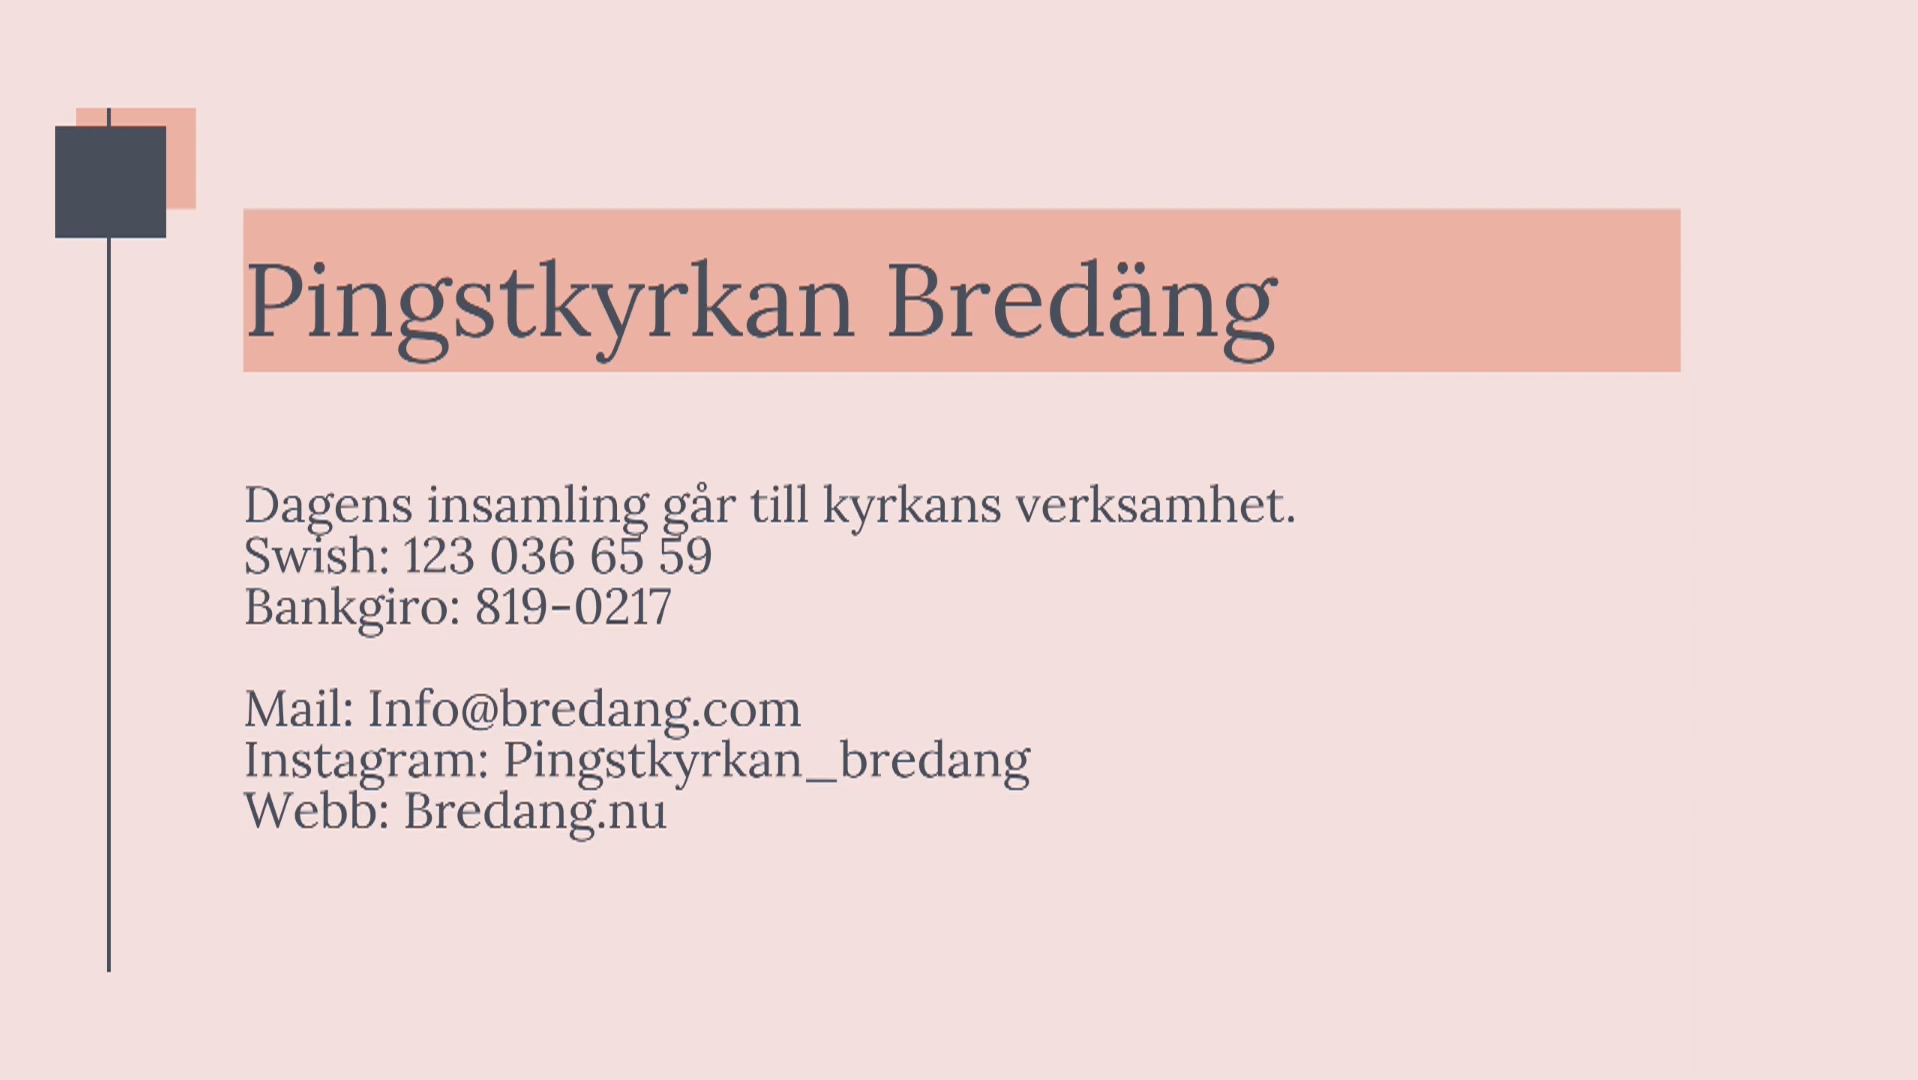 Pingstkyrkan Bredäng
Dagens insamling går till kyrkans verksamhet.
Swish: 123 036 65 59
Bankgiro: 819-0217
Mail: Info@bredang.com
Instagram: Pingstkyrkan_bredang
Webb: Bredang.nu